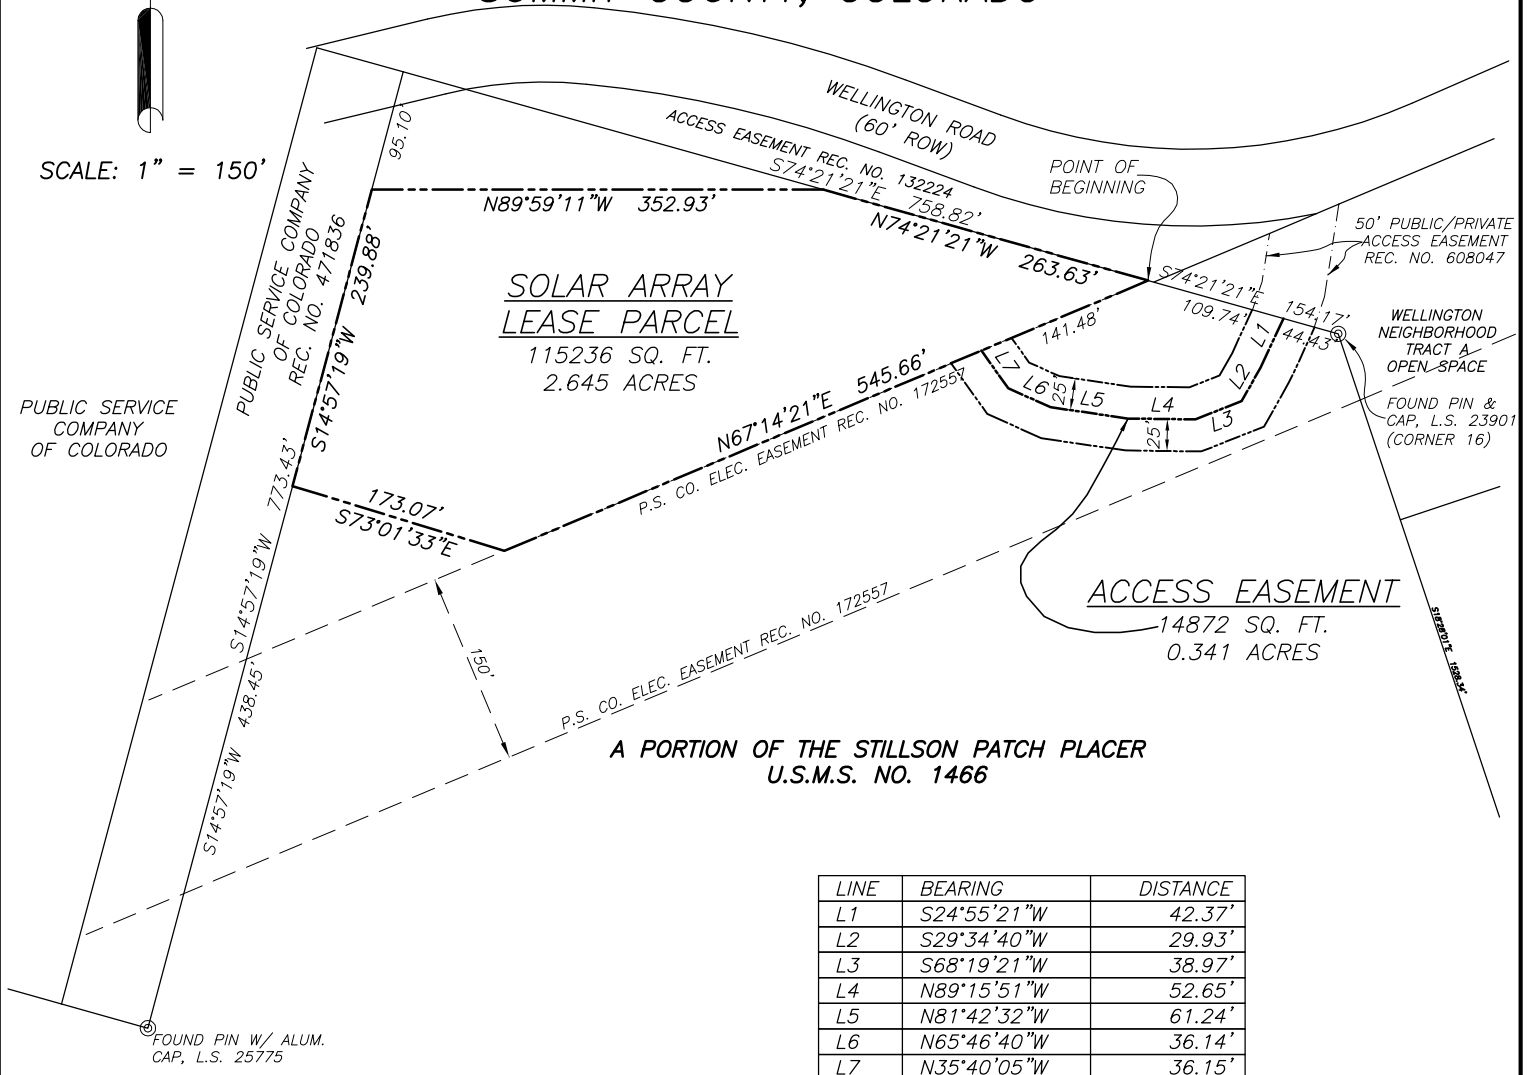 SUMMIT COUNTY, COLORADO
SCALE: 1" = 150'
WELLINGTON ROAD
(60' ROW)
ACCESS EASEMENT REC. NO. 132224
S74°21'21"E 758.82'
N74°21'21"W 263.63'
POINT OF
BEGINNING
50' PUBLIC/PRIVATE
ACCESS EASEMENT
REC. NO. 608047
95.10'
N89°59'11"W 352.93'
PUBLIC SERVICE COMPANY
OF COLORADO
REC. NO. 471836
S14°57'19"W 239.88'
SOLAR ARRAY
LEASE PARCEL
115236 SQ. FT.
2.645 ACRES
S74°21'21"E
109.74'
154.17'
44.43'
141.48'
WELLINGTON
NEIGHBORHOOD
TRACT A
OPEN SPACE
FOUND PIN &
CAP, L.S. 23901
(CORNER 16)
PUBLIC SERVICE
COMPANY
OF COLORADO
N67°14'21"E 545.66'
P.S. CO. ELEC. EASEMENT REC. NO. 172557
L7
L6
25'
L5
L4
25'
L3
L2
L1
173.07'
S73°01'33"E
S14°57'19"W 773.43'
S14°57'19"W 438.45'
150'
P.S. CO. ELEC. EASEMENT REC. NO. 172557
ACCESS EASEMENT
14872 SQ. FT.
0.341 ACRES
S18°28'01"E 1528.34'
A PORTION OF THE STILLSON PATCH PLACER
U.S.M.S. NO. 1466
LINE BEARING DISTANCE
L1 S24°55'21"W 42.37'
L2 S29°34'40"W 29.93'
L3 S68°19'21"W 38.97'
L4 N89°15'51"W 52.65'
L5 N81°42'32"W 61.24'
L6 N65°46'40"W 36.14'
L7 N35°40'05"W 36.15'
FOUND PIN W/ ALUM.
CAP, L.S. 25775